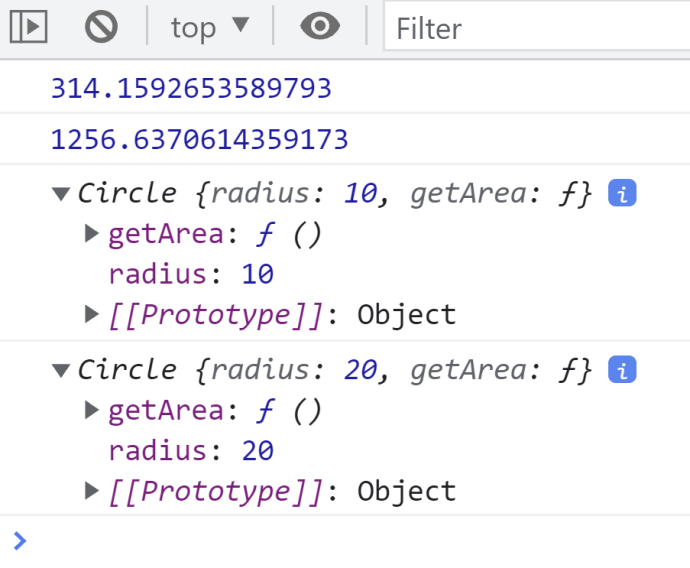 top ▼ Filter
314.1592653589793
1256.6370614359173
▼ Circle {radius: 10, getArea: ƒ} i
▶ getArea: ƒ ()
radius: 10
▶ [[Prototype]]: Object
▼ Circle {radius: 20, getArea: ƒ} i
▶ getArea: ƒ ()
radius: 20
▶ [[Prototype]]: Object
>